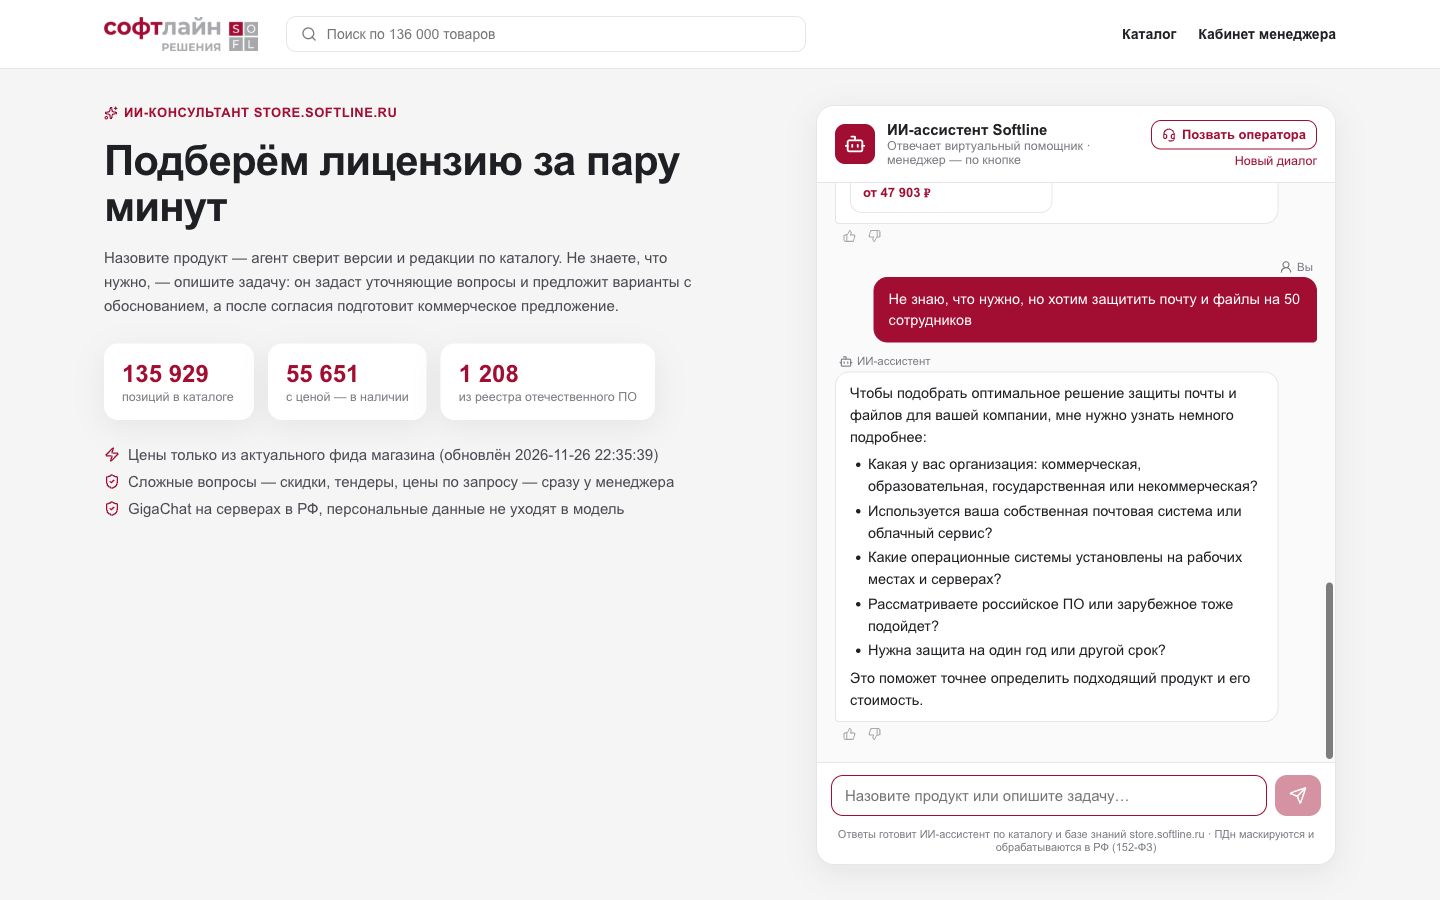 софтлайн
РЕШЕНИЯ
S O
F L
Поиск по 136 000 товаров
Каталог
Кабинет менеджера
ИИ-КОНСУЛЬТАНТ STORE.SOFTLINE.RU
Подберём лицензию за пару
минут
Назовите продукт — агент сверит версии и редакции по каталогу. Не знаете, что
нужно, — опишите задачу: он задаст уточняющие вопросы и предложит варианты с
обоснованием, а после согласия подготовит коммерческое предложение.
135 929
позиций в каталоге
55 651
с ценой — в наличии
1 208
из реестра отечественного ПО
Цены только из актуального фида магазина (обновлён 2026-11-26 22:35:39)
Сложные вопросы — скидки, тендеры, цены по запросу — сразу у менеджера
GigaChat на серверах в РФ, персональные данные не уходят в модель
ИИ-ассистент Softline
Отвечает виртуальный помощник ·
менеджер — по кнопке
Позвать оператора
Новый диалог
от 47 903 ₽
Вы
Не знаю, что нужно, но хотим защитить почту и файлы на 50
сотрудников
ИИ-ассистент
Чтобы подобрать оптимальное решение защиты почты и
файлов для вашей компании, мне нужно узнать немного
подробнее:
• Какая у вас организация: коммерческая,
образовательная, государственная или некоммерческая?
• Используется ваша собственная почтовая система или
облачный сервис?
• Какие операционные системы установлены на рабочих
местах и серверах?
• Рассматриваете российское ПО или зарубежное тоже
подойдет?
• Нужна защита на один год или другой срок?
Это поможет точнее определить подходящий продукт и его
стоимость.
Назовите продукт или опишите задачу…
Ответы готовит ИИ-ассистент по каталогу и базе знаний store.softline.ru · ПДн маскируются и
обрабатываются в РФ (152-ФЗ)